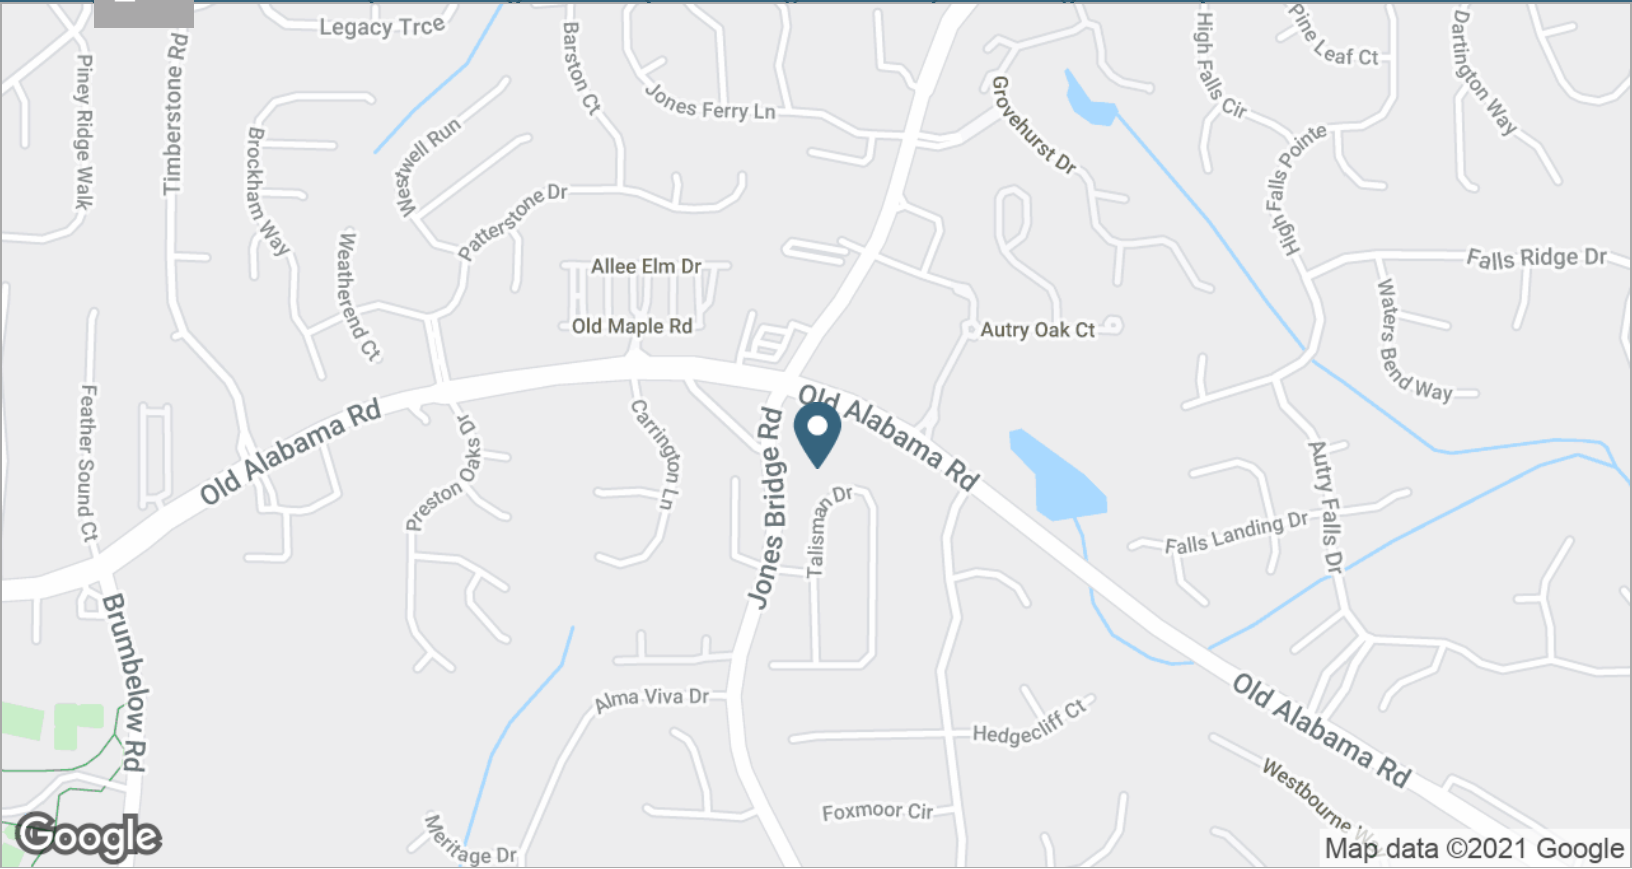 Legacy Trce
Barston Ct
High Falls Cir
Pine Leaf Ct
Dartington Way
Piney Ridge Walk
Timberstone Rd
Jones Ferry Ln
Grovehurst Dr
Brockham Way
Westwell Run
High Falls Pointe
Patterstone Dr
Weatherend Ct
Allee Elm Dr
Falls Ridge Dr
Old Maple Rd
Autry Oak Ct
Waters Bend Way
Feather Sound Ct
Old Alabama Rd
Preston Oaks Dr
Carrington Ln
Jones Bridge Rd
Old Alabama Rd
Talisman Dr
Autry Falls Dr
Falls Landing Dr
Brumbelow Rd
Alma Viva Dr
Hedgecliff Ct
Old Alabama Rd
Westbourne Way
Foxmoor Cir
Meritage Dr
Google
Map data ©2021 Google